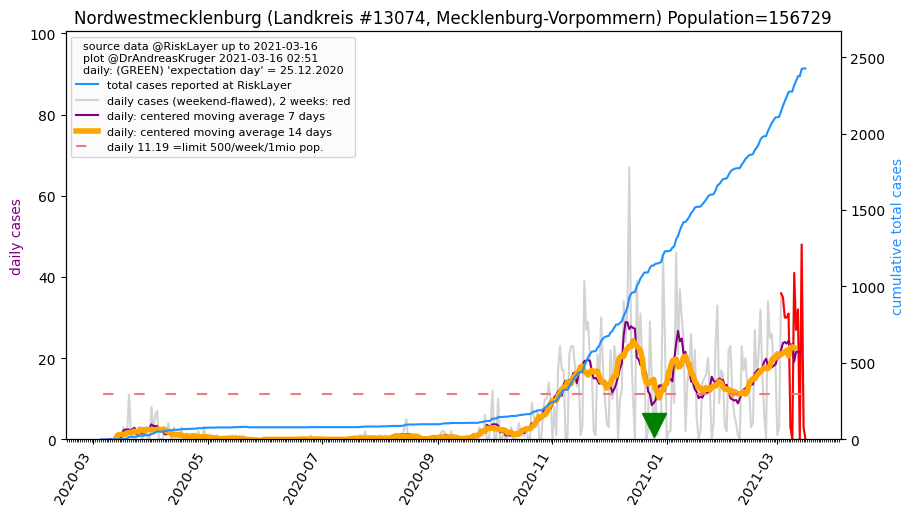 Nordwestmecklenburg (Landkreis #13074, Mecklenburg-Vorpommern) Population=156729
source data @RiskLayer up to 2021-03-16
plot @DrAndreasKruger 2021-03-16 02:51
daily: (GREEN) 'expectation day' = 25.12.2020
total cases reported at RiskLayer
daily cases (weekend-flawed), 2 weeks: red
daily: centered moving average 7 days
daily: centered moving average 14 days
daily 11.19 =limit 500/week/1mio pop.
daily cases
100
80
60
40
20
0
cumulative total cases
2500
2000
1500
1000
500
0
2020-03
2020-05
2020-07
2020-09
2020-11
2021-01
2021-03